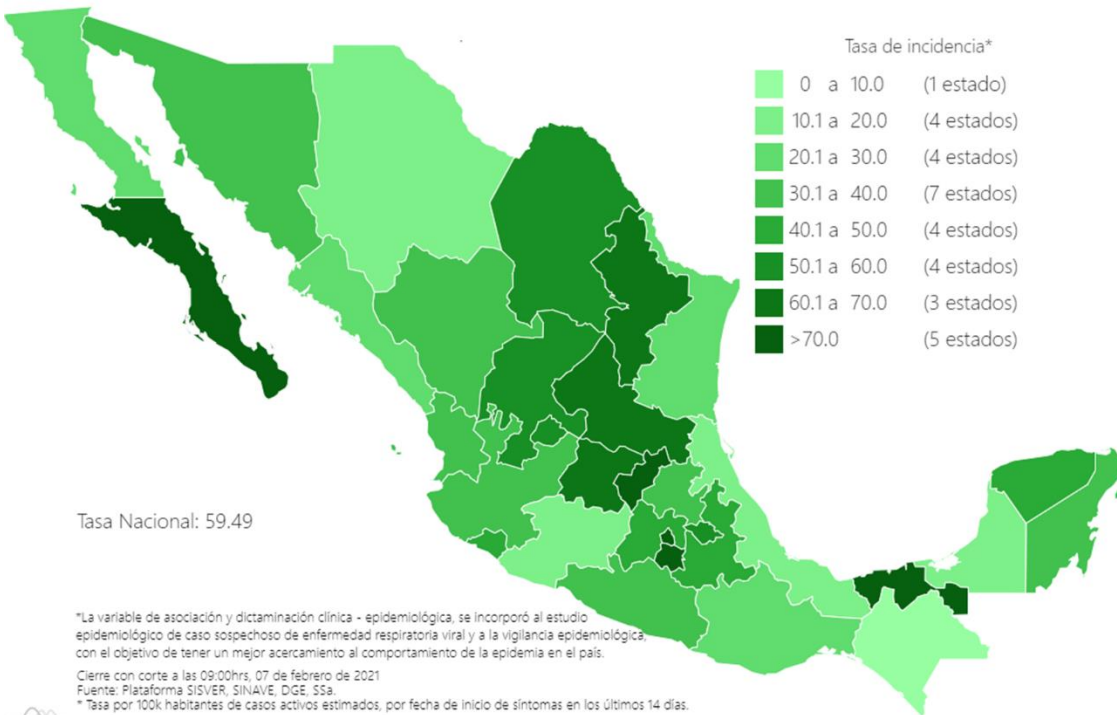 Tasa de incidencia*
0 a 10.0 (1 estado)
10.1 a 20.0 (4 estados)
20.1 a 30.0 (4 estados)
30.1 a 40.0 (7 estados)
40.1 a 50.0 (4 estados)
50.1 a 60.0 (4 estados)
60.1 a 70.0 (3 estados)
>70.0 (5 estados)
Tasa Nacional: 59.49
*La variable de asociación y dictaminación clínica - epidemiológica, se incorporó al estudio
epidemiológico de caso sospechoso de enfermedad respiratoria viral y a la vigilancia epidemiológica,
con el objetivo de tener un mejor acercamiento al comportamiento de la epidemia en el país.
Cierre con corte a las 09:00hrs, 07 de febrero de 2021
Fuente: Plataforma SISVER, SINAVE, DGE, SSa.
* Tasa por 100k habitantes de casos activos estimados, por fecha de inicio de síntomas en los últimos 14 días.